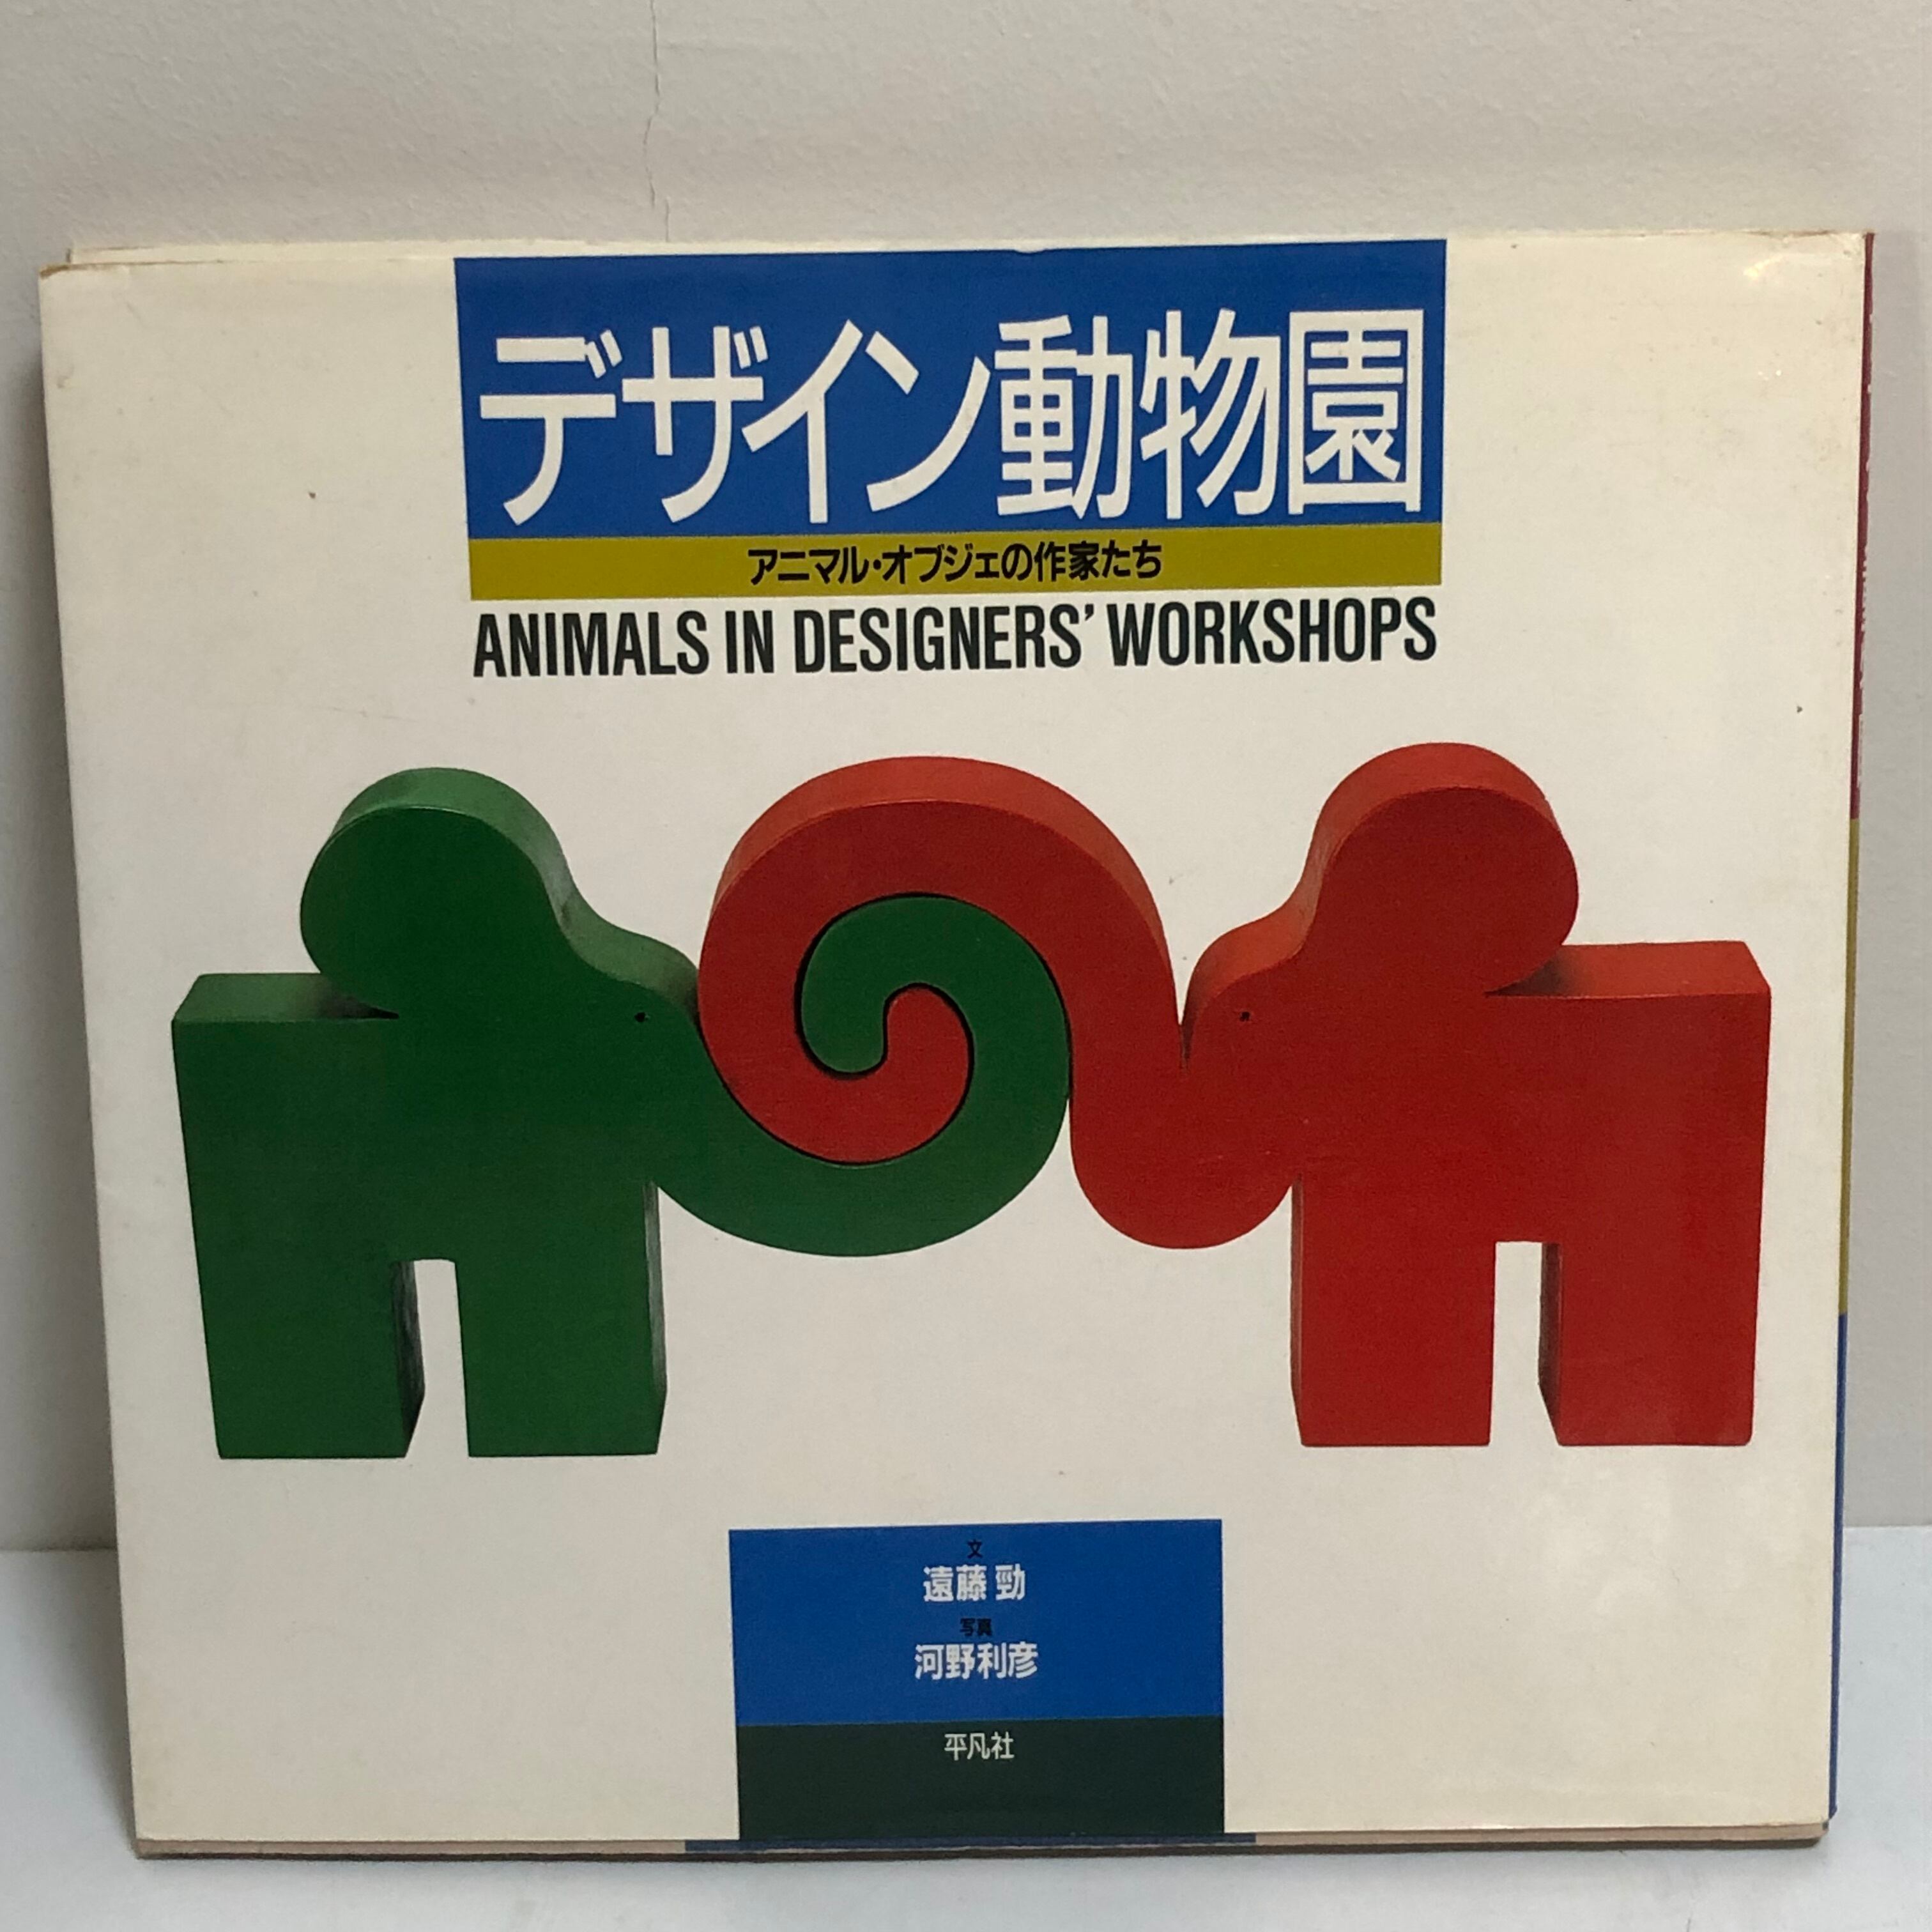 デザイン動物園
アニマル・オブジェの作家たち
ANIMALS IN DESIGNERS' WORKSHOPS
文
遠藤 勁
写真
河野利彦
平凡社